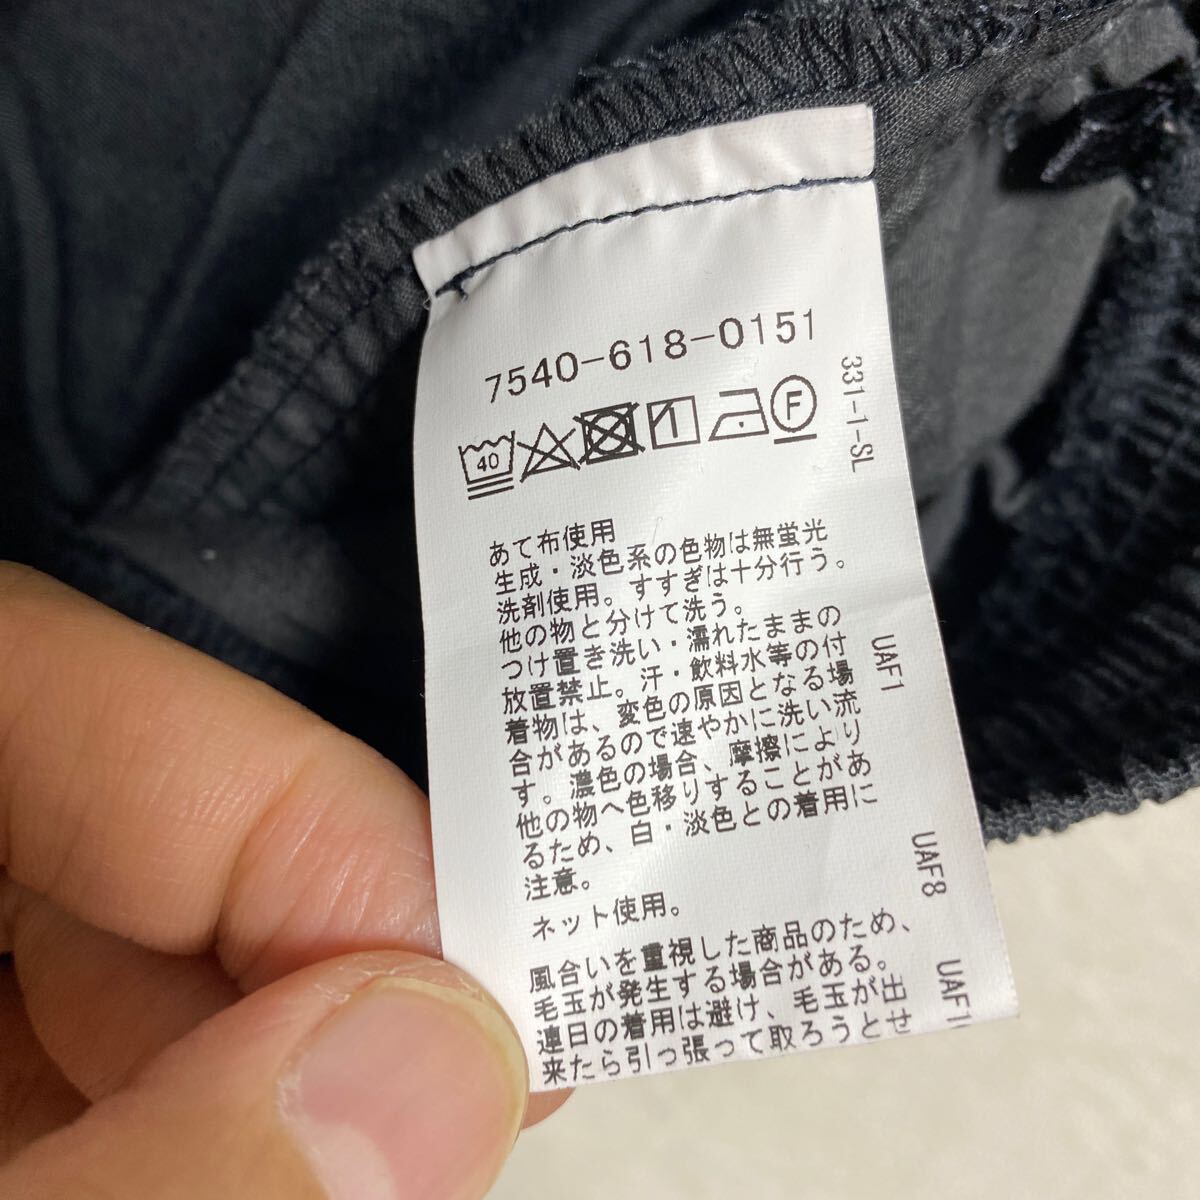 7540-618-0151
331-1-SL
40
1
F
あて布使用
生成・淡色系の色物は無蛍光
洗剤使用。すすぎは十分行う。
他の物と分けて洗う。
つけ置き洗い・濡れたままの
放置禁止。汗・飲料水等の付
着物は、変色の原因となる場
合があるので速やかに洗い流
す。濃色の場合、摩擦により
他の物へ色移りすることがあ
るため、白・淡色との着用に
注意。
ネット使用。
風合いを重視した商品のため、
毛玉が発生する場合がある。
連日の着用は避け、毛玉が出
来たら引っ張って取ろうとせ
UAF1
UAF8